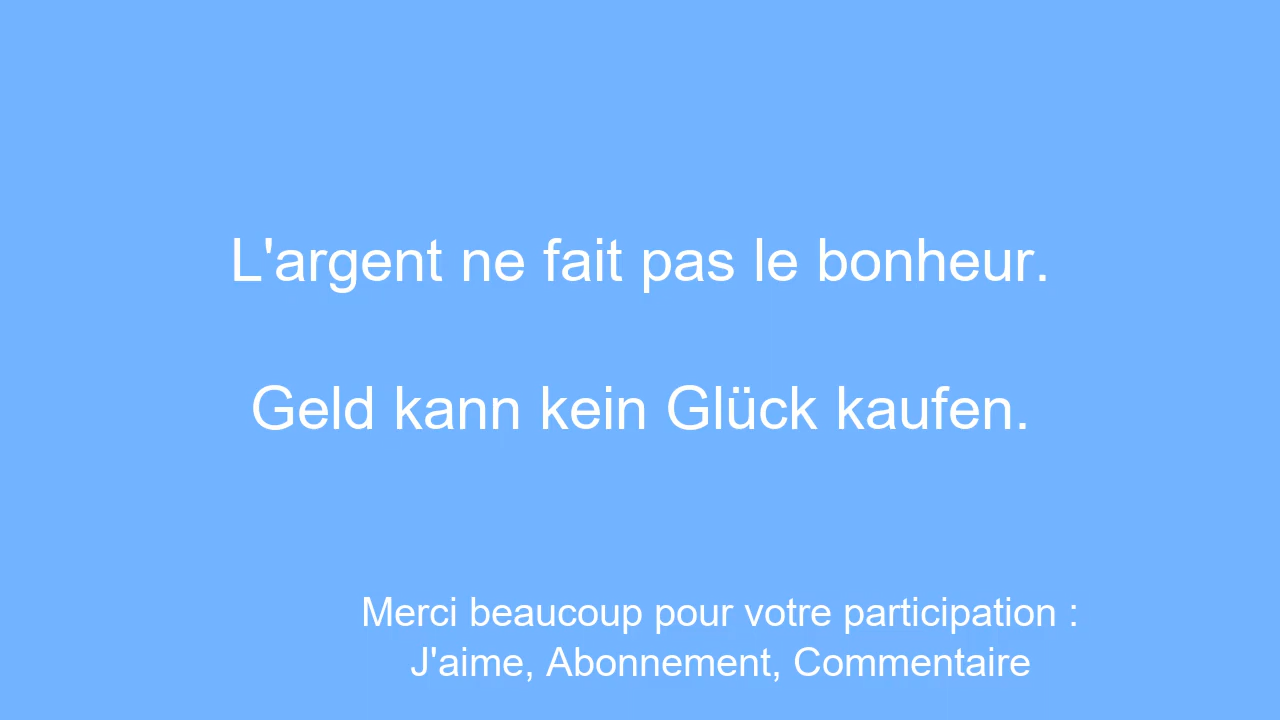 L'argent ne fait pas le bonheur.
Geld kann kein Glück kaufen.
Merci beaucoup pour votre participation :
J'aime, Abonnement, Commentaire